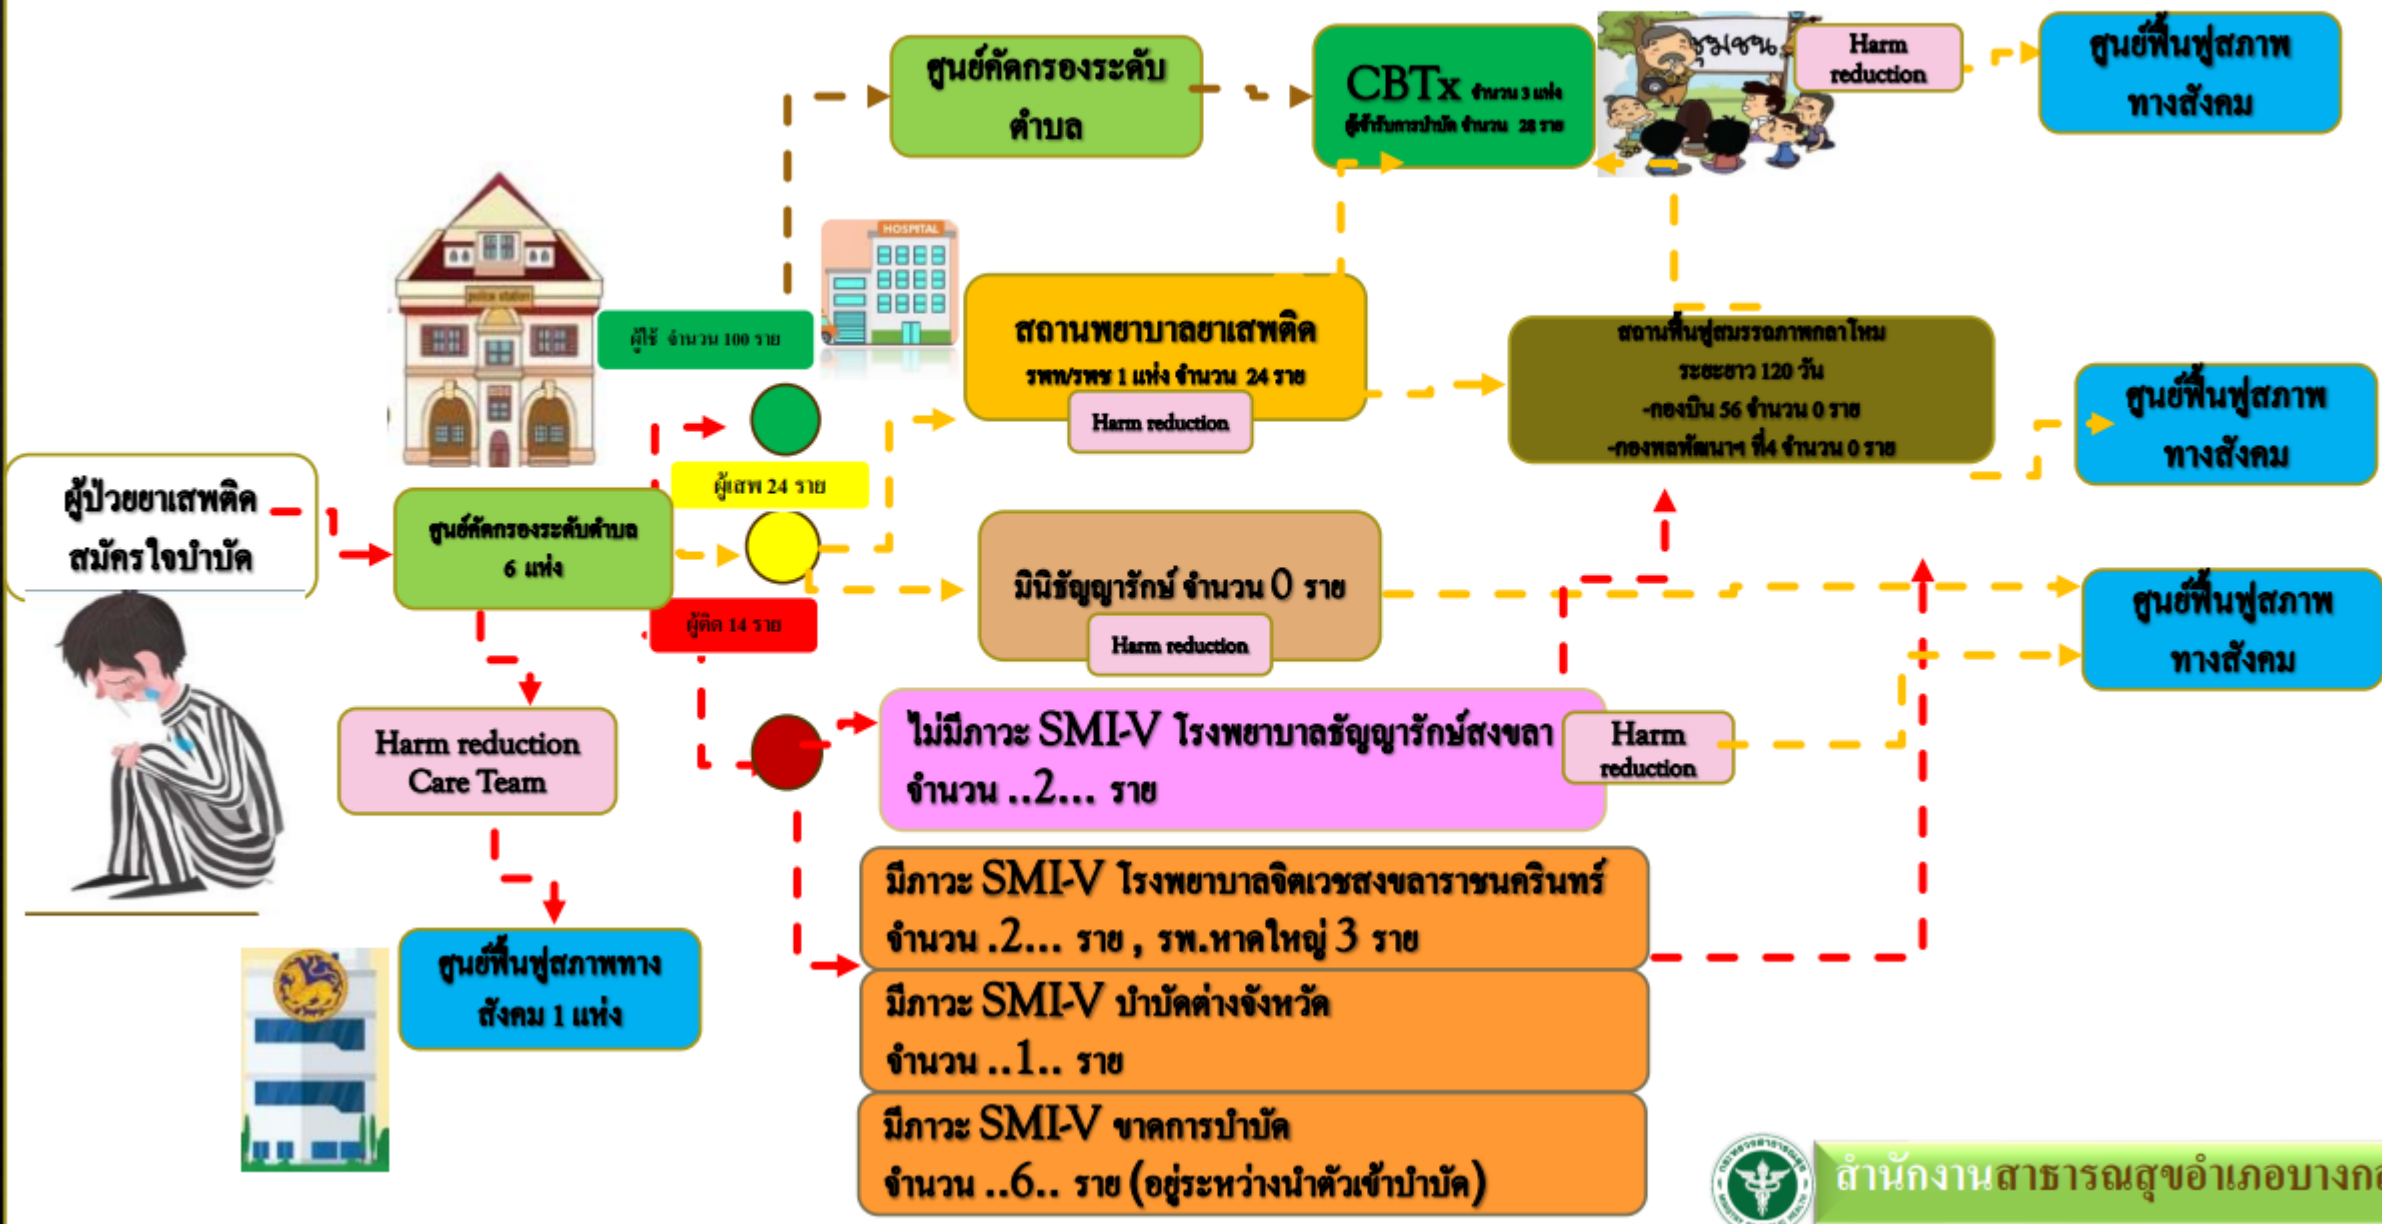 ศูนย์คัดกรองระดับ
ตำบล
CBTx จำนวน 3 แห่ง
ผู้เข้ารับการบำบัด จำนวน 28 ราย
ชุมชน
Harm
reduction
ศูนย์ฟื้นฟูสภาพ
ทางสังคม
police station
HOSPITAL
ผู้ใช้ จำนวน 100 ราย
สถานพยาบาลยาเสพติด
รพท/รพช 1 แห่ง จำนวน 24 ราย
Harm reduction
สถานฟื้นฟูสมรรถภาพกลาโหม
ระยะยาว 120 วัน
-กองบิน 56 จำนวน 0 ราย
-กองพลพัฒนาฯ ที่4 จำนวน 0 ราย
ศูนย์ฟื้นฟูสภาพ
ทางสังคม
ผู้ป่วยยาเสพติด
สมัครใจบำบัด
ศูนย์คัดกรองระดับตำบล
6 แห่ง
ผู้เสพ 24 ราย
มินิธัญญารักษ์ จำนวน 0 ราย
Harm reduction
ศูนย์ฟื้นฟูสภาพ
ทางสังคม
ผู้ติด 14 ราย
Harm reduction
Care Team
ไม่มีภาวะ SMI-V โรงพยาบาลธัญญารักษ์สงขลา
จำนวน ..2... ราย
Harm
reduction
มีภาวะ SMI-V โรงพยาบาลจิตเวชสงขลาราชนครินทร์
จำนวน .2... ราย , รพ.หาดใหญ่ 3 ราย
ศูนย์ฟื้นฟูสภาพทาง
สังคม 1 แห่ง
มีภาวะ SMI-V บำบัดต่างจังหวัด
จำนวน ..1.. ราย
มีภาวะ SMI-V ขาดการบำบัด
จำนวน ..6.. ราย (อยู่ระหว่างนำตัวเข้าบำบัด)
สำนักงานสาธารณสุขอำเภอบางกล